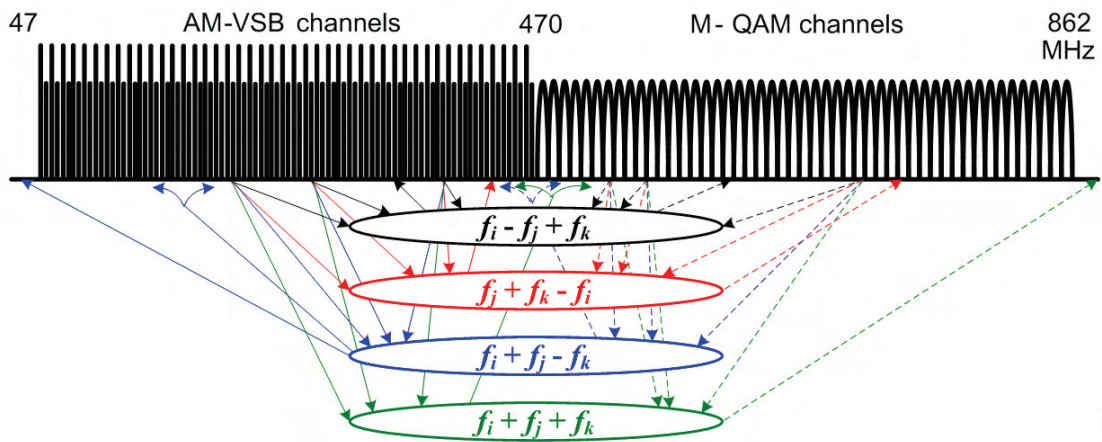 47 AM-VSB channels 470 M- QAM channels 862
MHz
fi - fj + fk
fj + fk - fi
fi + fj - fk
fi + fj + fk